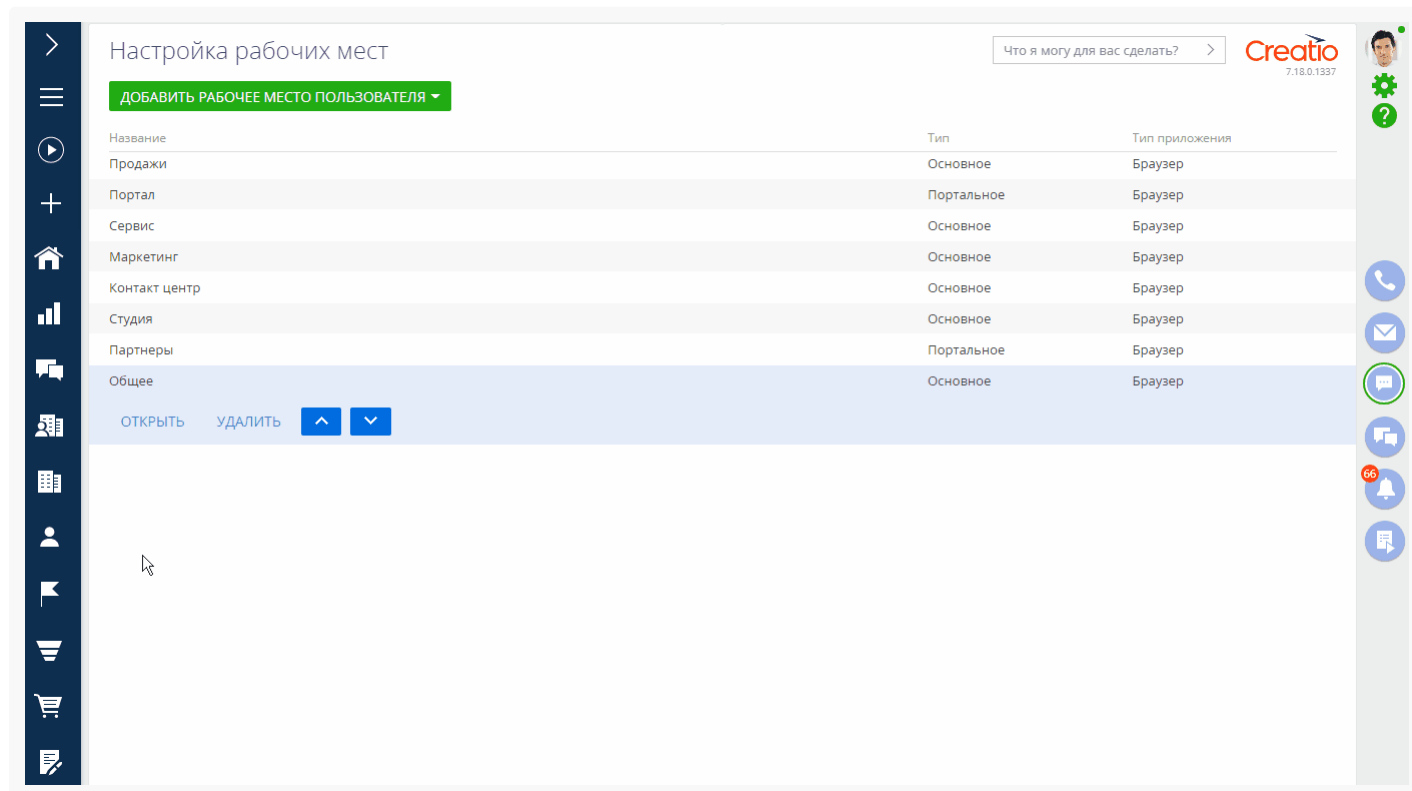 Настройка рабочих мест
Что я могу для вас сделать?
Creatio
7.18.0.1337
ДОБАВИТЬ РАБОЧЕЕ МЕСТО ПОЛЬЗОВАТЕЛЯ
?
Название Тип Тип приложения
Продажи Основное Браузер
Портал Портальное Браузер
Сервис Основное Браузер
Маркетинг Основное Браузер
Контакт центр Основное Браузер
Студия Основное Браузер
Партнеры Портальное Браузер
Общее Основное Браузер
ОТКРЫТЬ УДАЛИТЬ
66